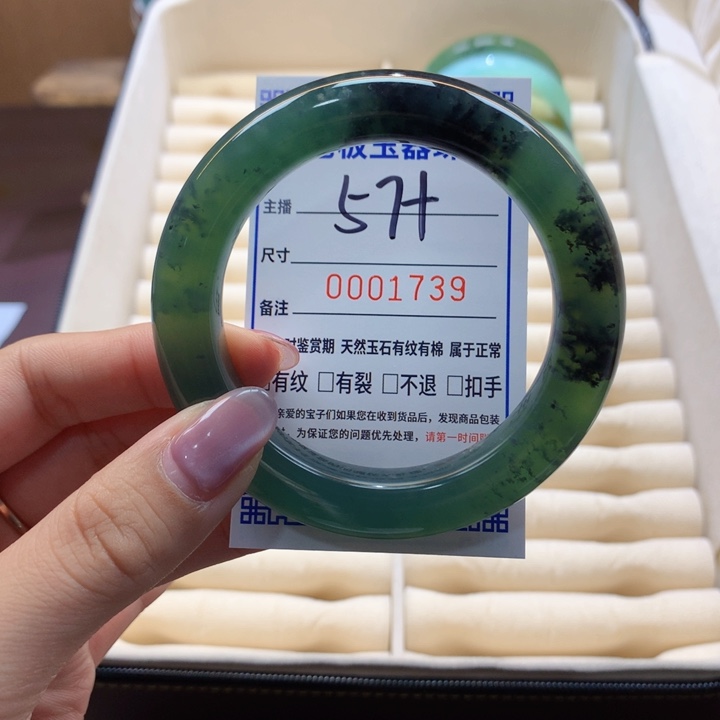 板玉器
主播 57H
尺寸
0001739
备注
时鉴赏期 天然玉石有纹有棉 属于正常
有纹 □有裂 □不退 □扣手
亲爱的宝子们如果您在收到货品后，发现商品包装
为保证您的问题优先处理，请第一时间